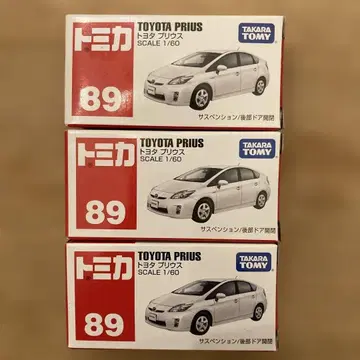 トミカ
TOYOTA PRIUS
トヨタ プリウス
SCALE 1/60
TAKARA
TOMY
89
サスペンション/後部ドア開閉
トミカ
TOYOTA PRIUS
トヨタ プリウス
SCALE 1/60
TAKARA
TOMY
89
サスペンション/後部ドア開閉
トミカ
TOYOTA PRIUS
トヨタ プリウス
SCALE 1/60
TAKARA
TOMY
89
サスペンション/後部ドア開閉